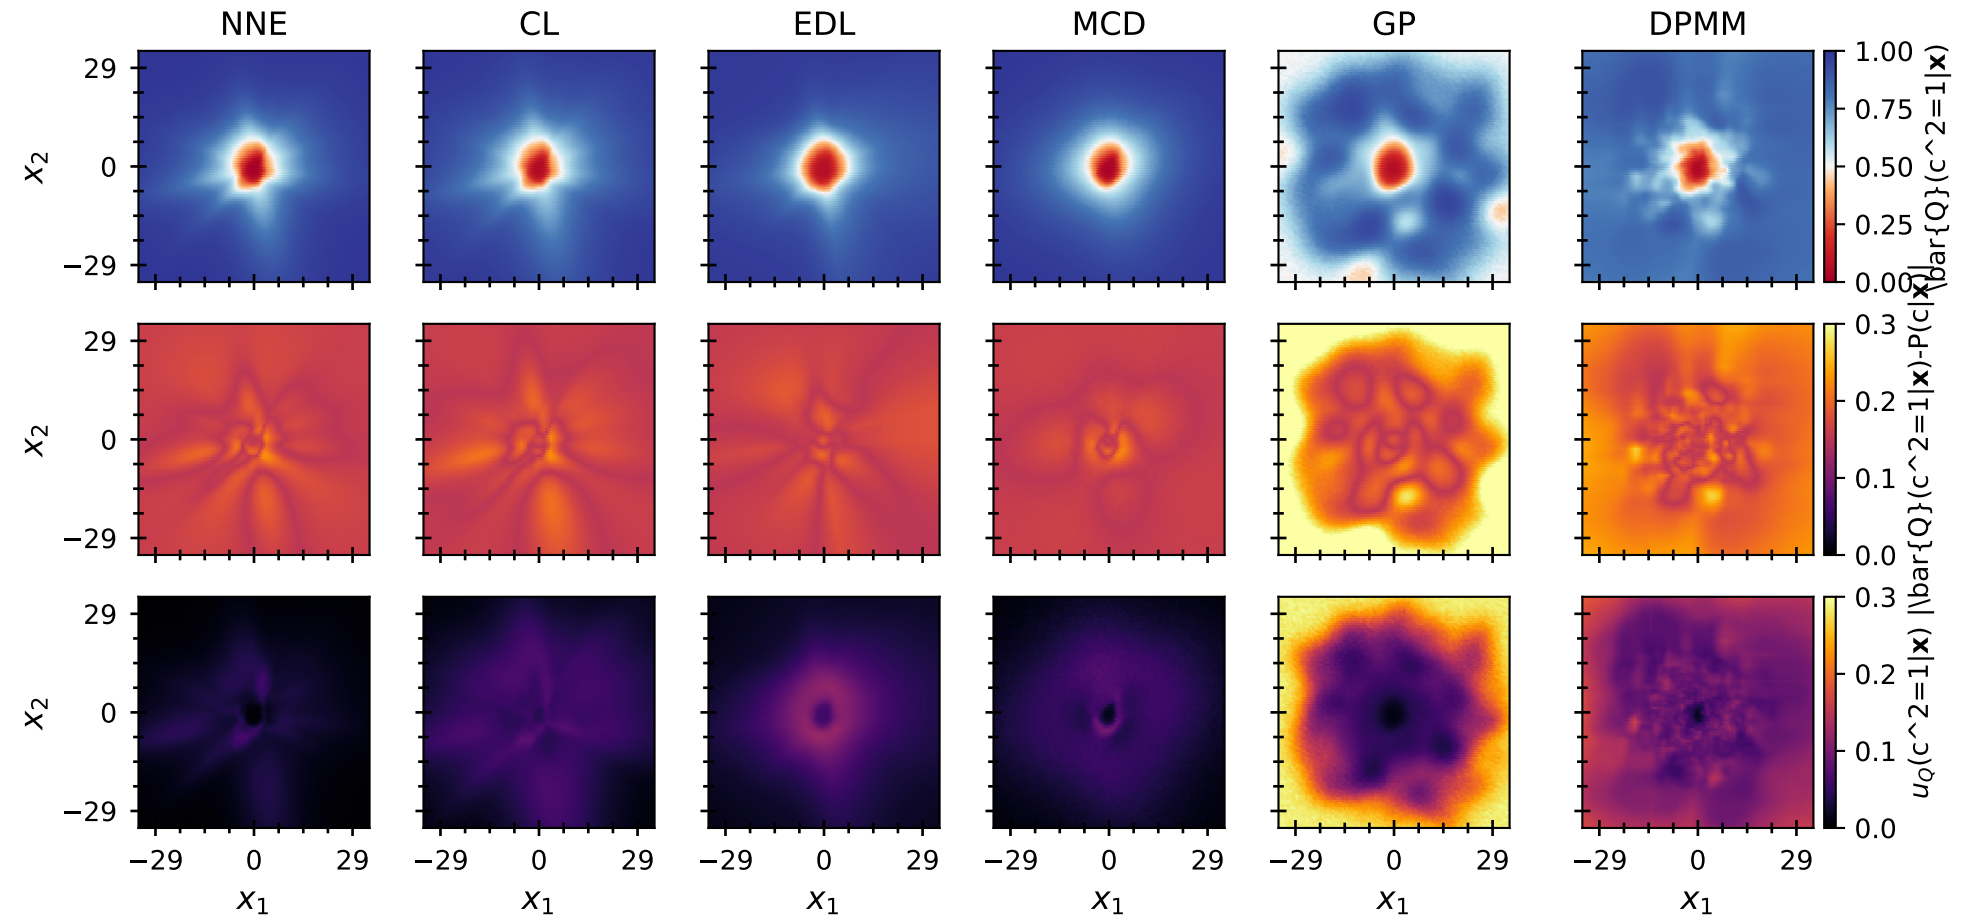 NNE CL EDL MCD GP DPMM
x₂ 29 0 −29
1.00 0.75 0.50 0.25 0.00
\bar{Q}(c^2=1|x)
x₂ 29 0 −29
0.3 0.2 0.1 0.0
|\bar{Q}(c^2=1|x)-P(c|x)|
x₂ 29 0 −29
0.3 0.2 0.1 0.0
u_Q(c^2=1|x)
−29 0 29 −29 0 29 −29 0 29 −29 0 29 −29 0 29 −29 0 29
x₁ x₁ x₁ x₁ x₁ x₁